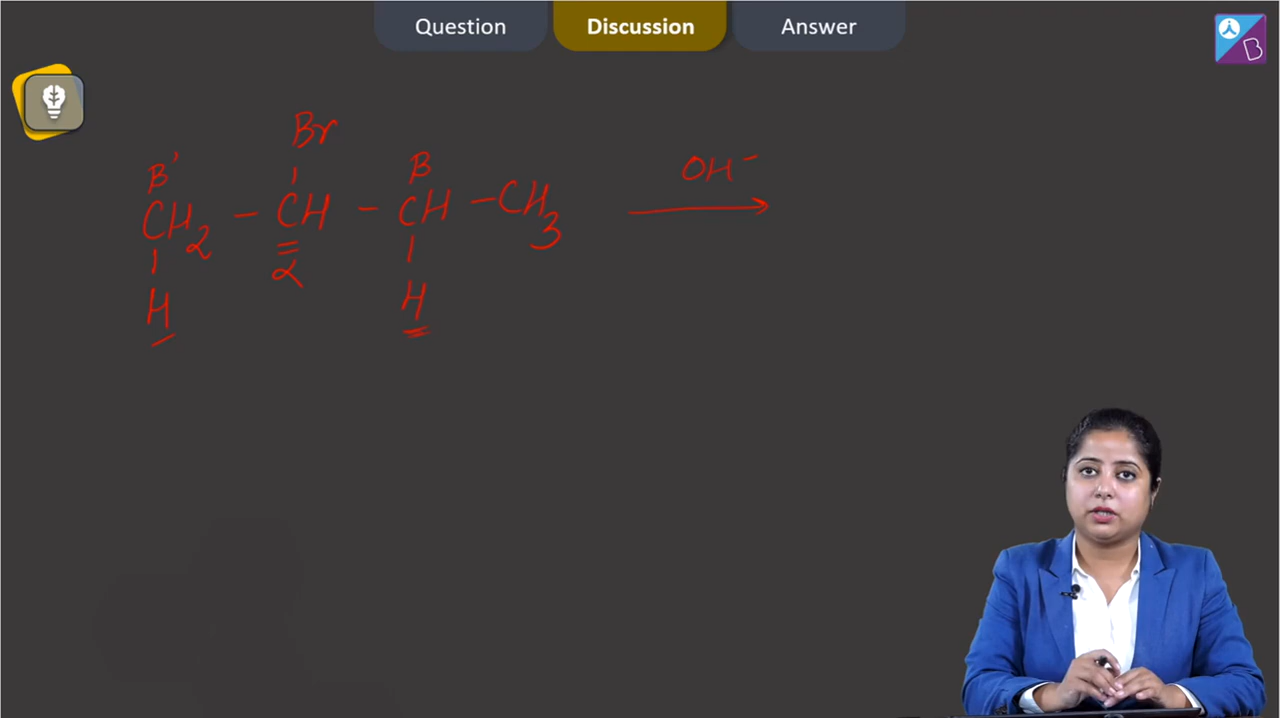 Question Discussion Answer
B
Br
β' β OH⁻
CH₂ – CH – CH – CH₃ →
α
H H